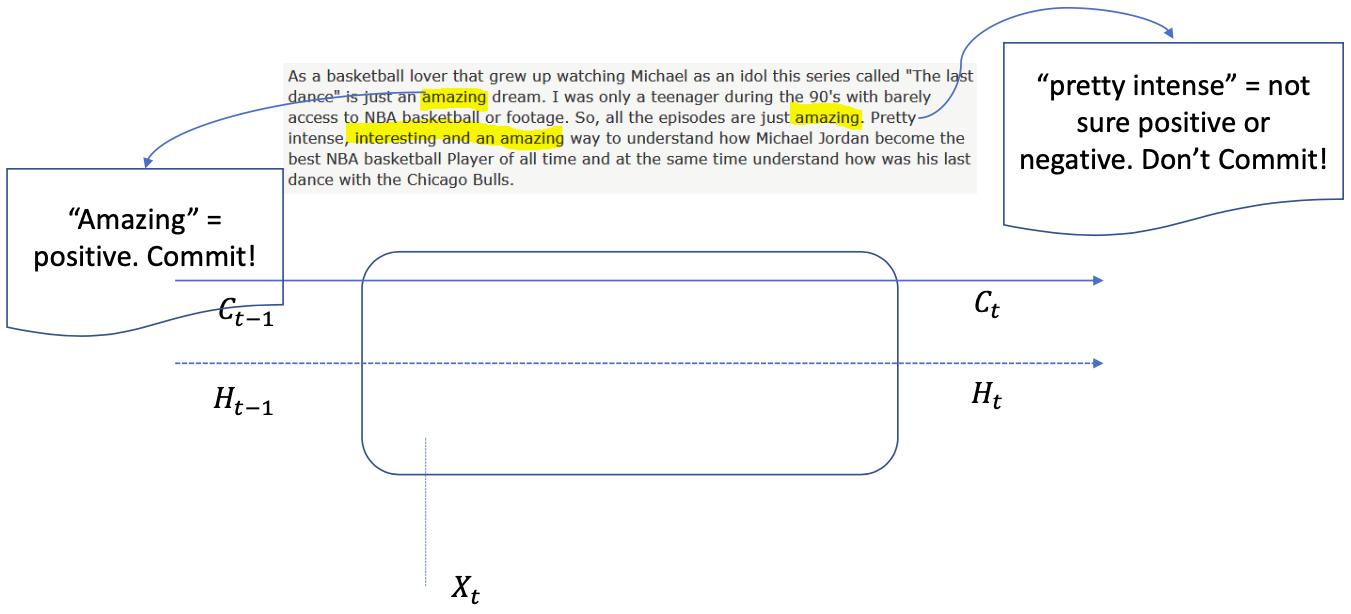 As a basketball lover that grew up watching Michael as an idol this series called "The last
dance" is just an amazing dream. I was only a teenager during the 90's with barely
access to NBA basketball or footage. So, all the episodes are just amazing. Pretty
intense, interesting and an amazing way to understand how Michael Jordan become the
best NBA basketball Player of all time and at the same time understand how was his last
dance with the Chicago Bulls.
“pretty intense” = not
sure positive or
negative. Don’t Commit!
“Amazing” =
positive. Commit!
C_{t−1}
C_t
H_{t−1}
H_t
X_t